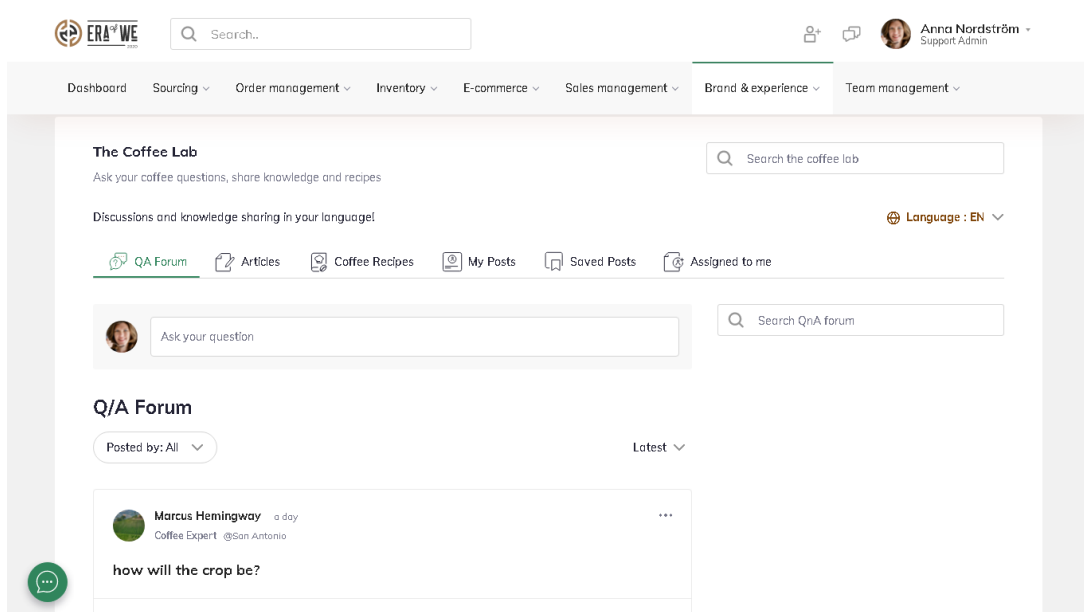 ERA of WE
Search..
Anna Nordström
Support Admin
Dashboard Sourcing Order management Inventory E-commerce Sales management Brand & experience Team management
The Coffee Lab
Search the coffee lab
Ask your coffee questions, share knowledge and recipes
Discussions and knowledge sharing in your language!
Language : EN
QA Forum Articles Coffee Recipes My Posts Saved Posts Assigned to me
Ask your question
Search QnA forum
Q/A Forum
Posted by: All
Latest
Marcus Hemingway a day
Coffee Expert @San Antonio
how will the crop be?